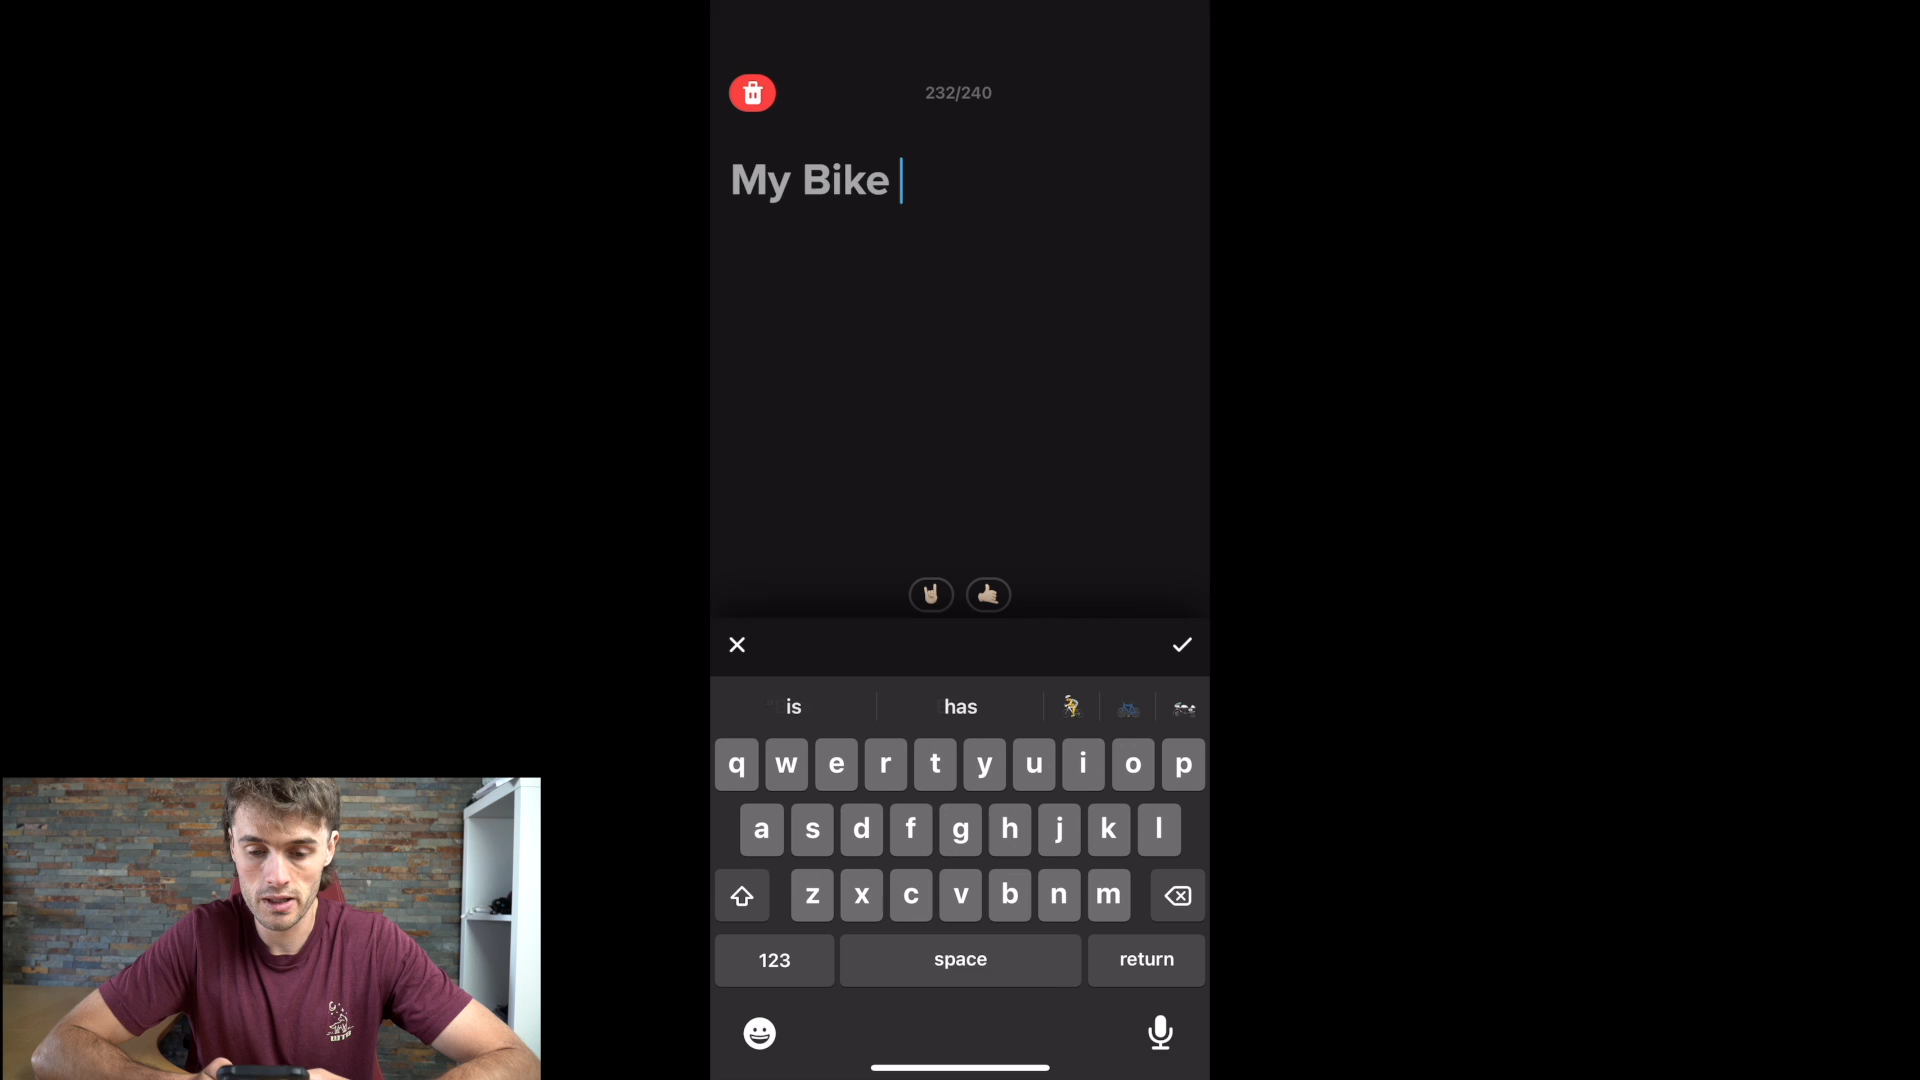 232/240
My Bike
is
has
q w e r t y u i o p
a s d f g h j k l
z x c v b n m
123
space
return